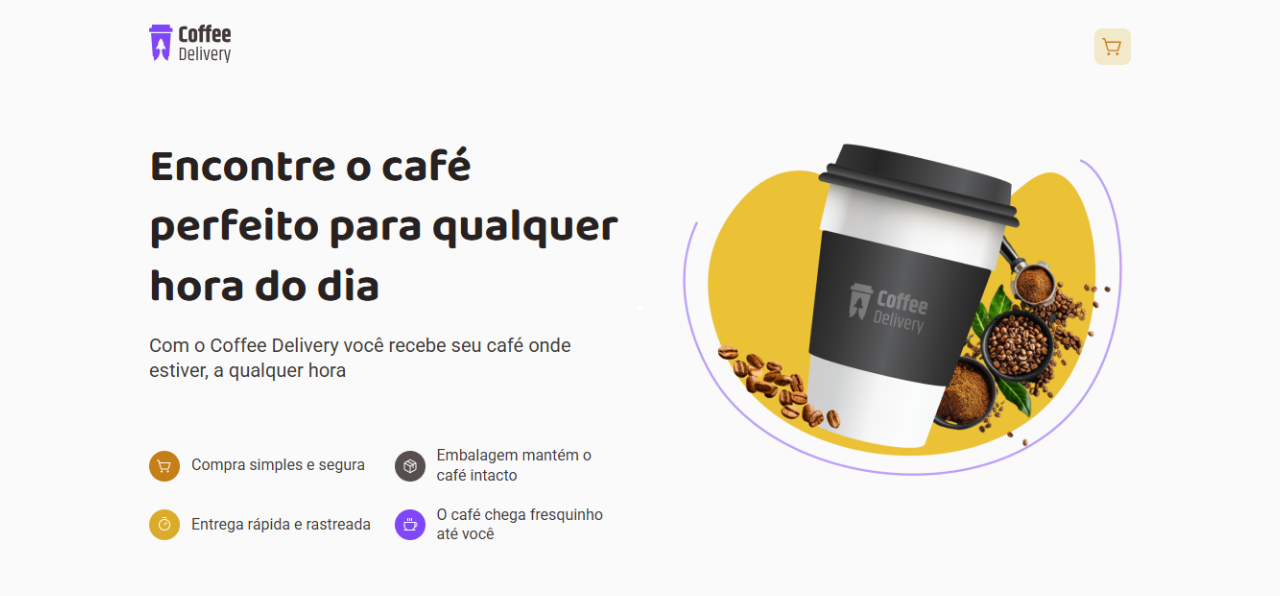 Coffee
Delivery
Encontre o café
perfeito para qualquer
hora do dia
Com o Coffee Delivery você recebe seu café onde
estiver, a qualquer hora
Compra simples e segura
Embalagem mantém o
café intacto
Entrega rápida e rastreada
O café chega fresquinho
até você
Coffee
Delivery